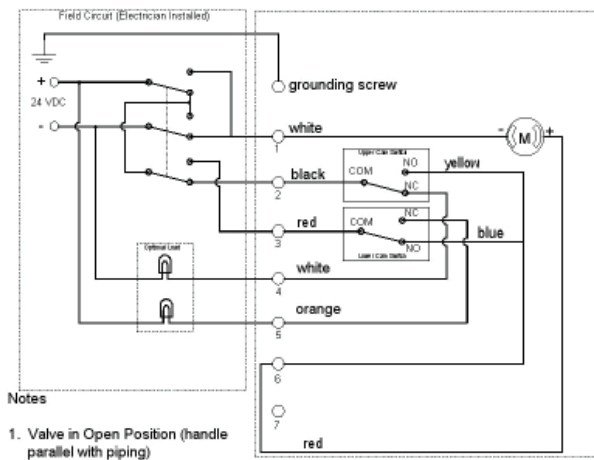 Field Circuit (Electrician Installed)
+
24 VDC
-
grounding screw
white
1
- M +
Upper Cam Switch
NO
yellow
COM
NC
black
2
Lower Cam Switch
NC
COM
red
3
NO
blue
Optional Load
white
4
orange
5
6
7
red
Notes
1. Valve in Open Position (handle
parallel with piping)